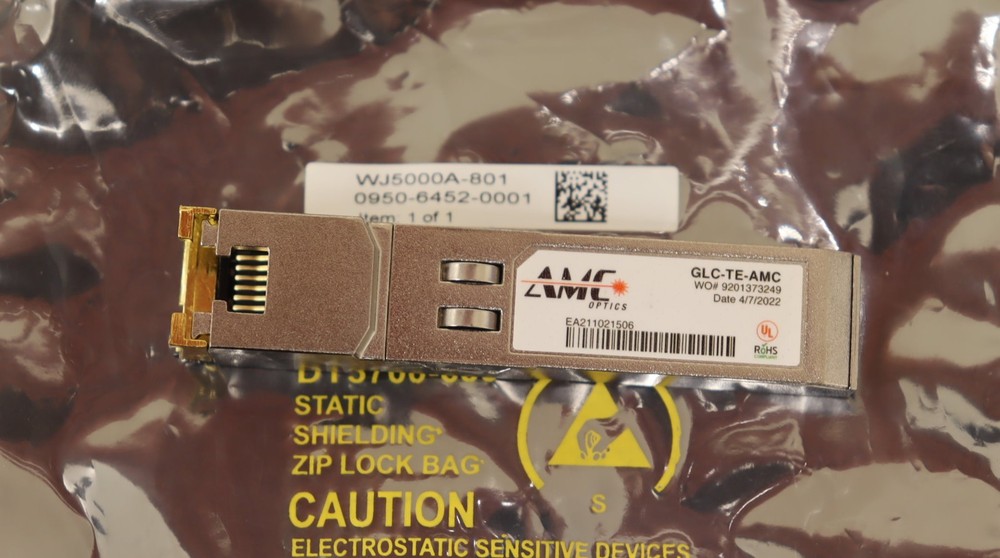 WJ5000A-801
0950-6452-0001
Item 1 of 1
AMC
OPTICS
GLC-TE-AMC
WO# 9201373249
Date 4/7/2022
EA211021506
UL
RoHS
COMPLIANT
STATIC
SHIELDING
ZIP LOCK BAG
S
CAUTION
ELECTROSTATIC SENSITIVE DEVICES